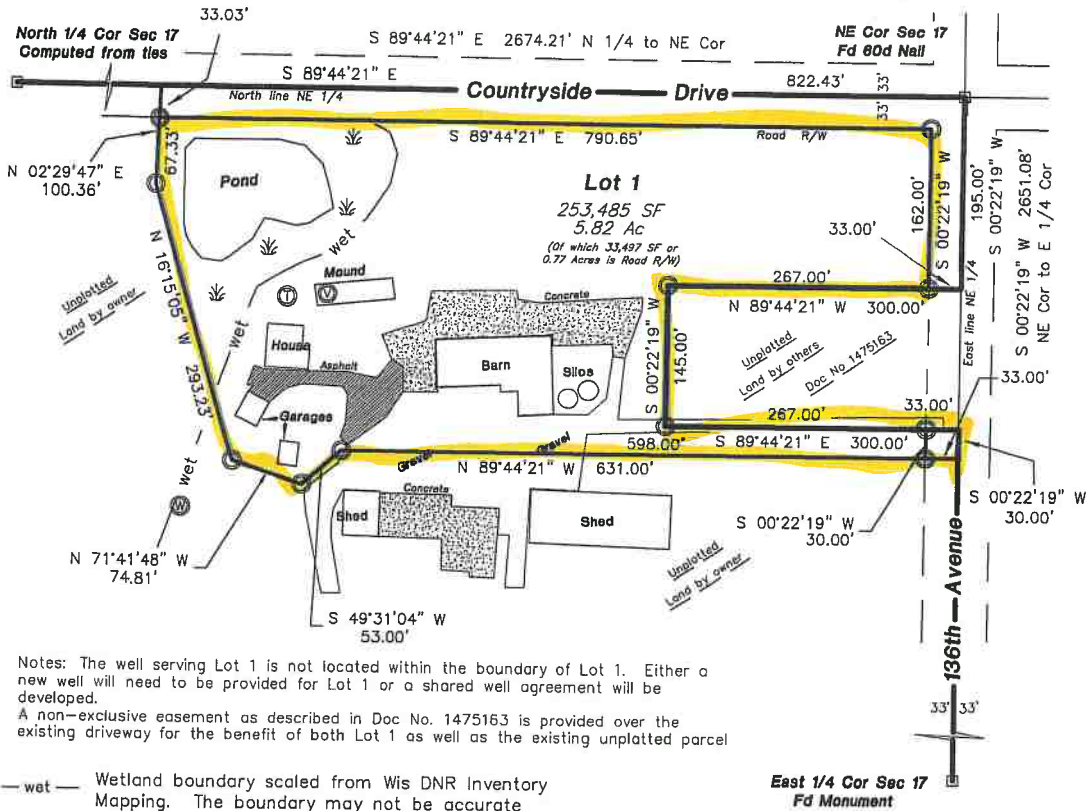 33.03'
North 1/4 Cor Sec 17
Computed from ties
S 89°44'21" E 2674.21' N 1/4 to NE Cor
NE Cor Sec 17
Fd 60d Nail
S 89°44'21" E
North line NE 1/4
Countryside Drive
822.43'
33' 33'
N 02°29'47" E
100.36'
67.33'
S 89°44'21" E 790.65'
Road R/W
Pond
Lot 1
253,485 SF
5.82 Ac
(Of which 33,497 SF or
0.77 Acres is Road R/W)
162.00'
S 00°22'19" W
195.00'
S 00°22'19" W
S 00°22'19" W 2651.08'
NE Cor to E 1/4 Cor
33.00'
wet
Mound
T
V
267.00'
N 89°44'21" W 300.00'
East line NE 1/4
Unplatted
Land by owner
N 16°15'05" W
293.23'
wet
House
Asphalt
Concrete
Barn
Silos
S 00°22'19" W
145.00'
Unplatted
Land by others
Doc No 1475163
33.00'
Garages
267.00'
33.00'
598.00'
S 89°44'21" E 300.00'
Gravel
Gravel
N 89°44'21" W 631.00'
wet
W
Concrete
Shed
Shed
S 00°22'19" W
30.00'
S 00°22'19" W
30.00'
N 71°41'48" W
74.81'
Unplatted
Land by owner
S 49°31'04" W
53.00'
136th Avenue
Notes: The well serving Lot 1 is not located within the boundary of Lot 1. Either a
new well will need to be provided for Lot 1 or a shared well agreement will be
developed.
A non-exclusive easement as described in Doc No. 1475163 is provided over the
existing driveway for the benefit of both Lot 1 as well as the existing unplatted parcel
33' 33'
wet Wetland boundary scaled from Wis DNR Inventory
Mapping. The boundary may not be accurate
East 1/4 Cor Sec 17
Fd Monument